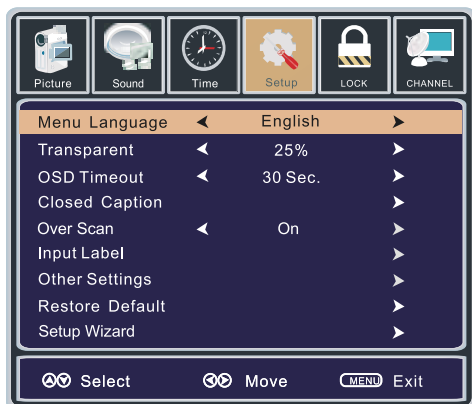 Picture Sound Time Setup LOCK CHANNEL
Menu Language English
Transparent 25%
OSD Timeout 30 Sec.
Closed Caption
Over Scan On
Input Label
Other Settings
Restore Default
Setup Wizard
Select Move MENU Exit